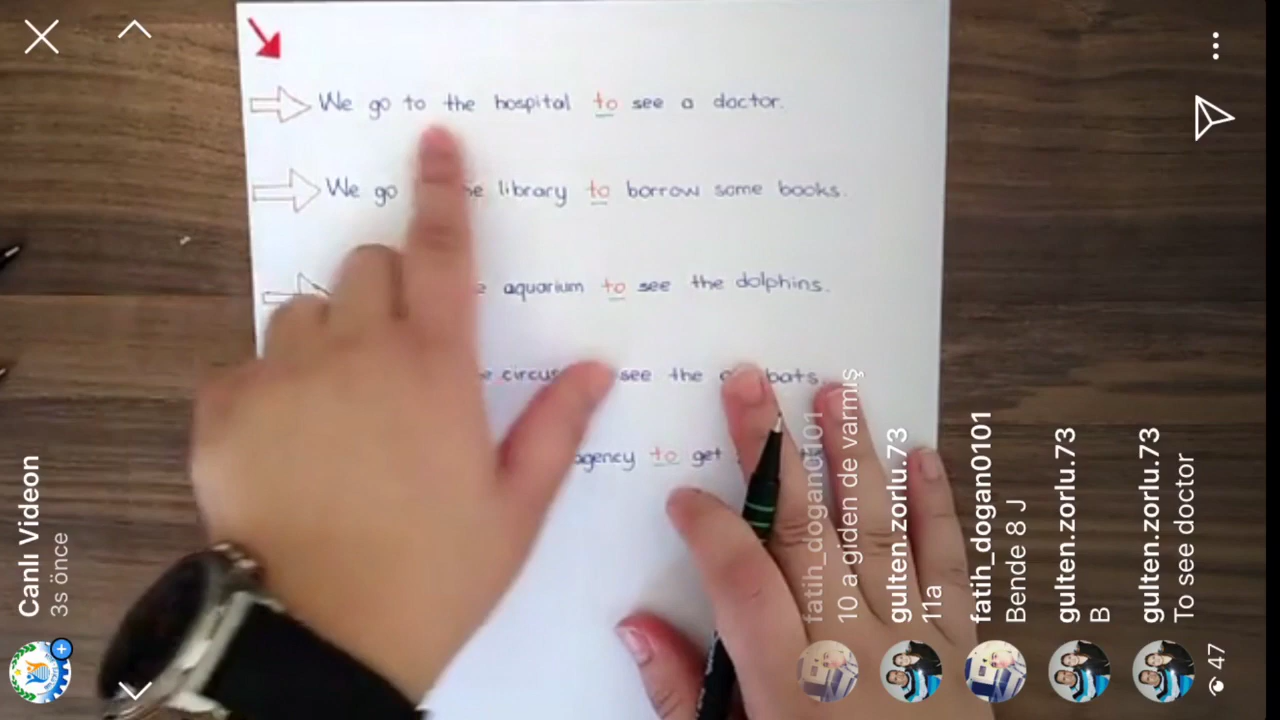 We go to the hospital to see a doctor.
We go library to borrow some books.
aquarium to see the dolphins.
circus see the
agency to get
Canlı Videon
3s önce
fatih_dogan0101
10 a giden de varmış
gulten.zorlu.73
11a
fatih_dogan0101
Bende 8 J
gulten.zorlu.73
B
gulten.zorlu.73
To see doctor
47